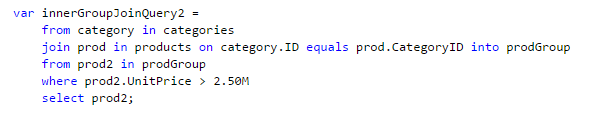 var innerGroupJoinQuery2 =
    from category in categories
    join prod in products on category.ID equals prod.CategoryID into prodGroup
    from prod2 in prodGroup
    where prod2.UnitPrice > 2.50M
    select prod2;